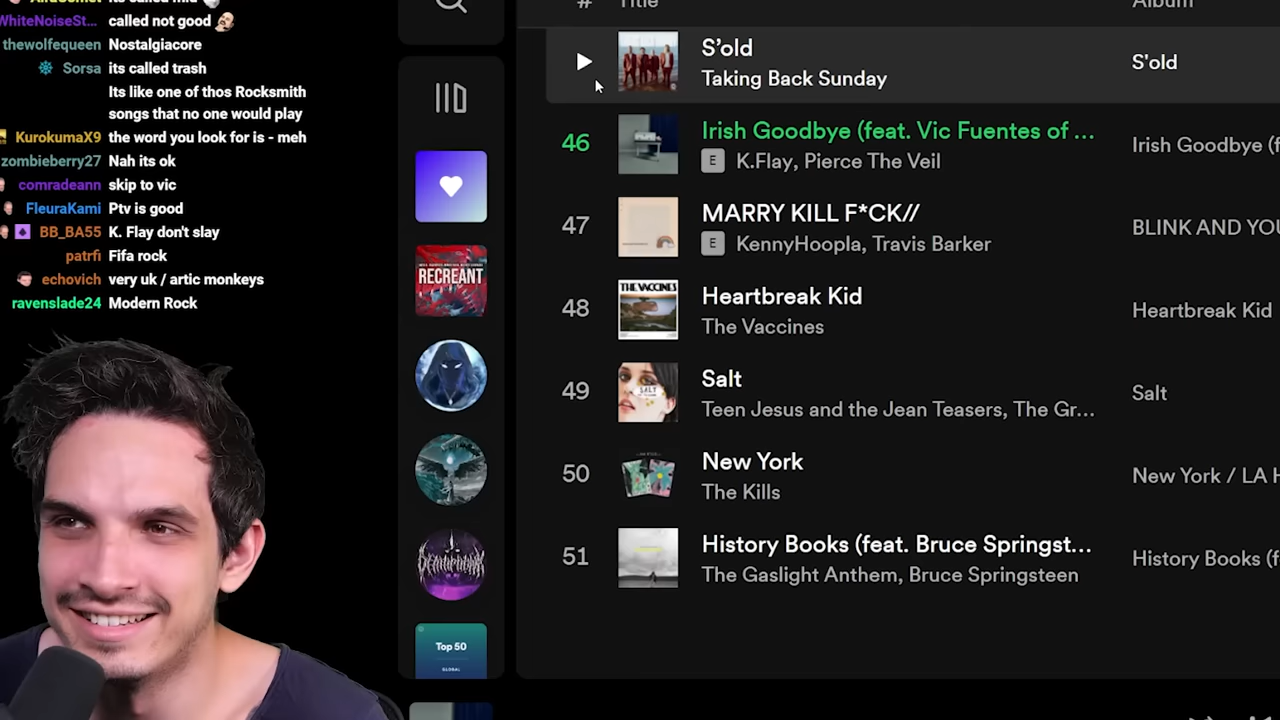 WhiteNoiseSt... called not good
thewolfequeen Nostalgiacore
Sorsa its called trash
Its like one of thos Rocksmith
songs that no one would play
KurokumaX9 the word you look for is - meh
zombieberry27 Nah its ok
comradeann skip to vic
FleuraKami Ptv is good
BB_BA55 K. Flay don't slay
patrfi Fifa rock
echovich very uk / artic monkeys
ravenslade24 Modern Rock
RECREANT
Top 50
GLOBAL
# Title Album
S'old
Taking Back Sunday
S'old
46
Irish Goodbye (feat. Vic Fuentes of ...
E K.Flay, Pierce The Veil
Irish Goodbye (f
47
MARRY KILL F*CK//
E KennyHoopla, Travis Barker
BLINK AND YOU
48
THE VACCINES
Heartbreak Kid
The Vaccines
Heartbreak Kid
49
SALT
Salt
Teen Jesus and the Jean Teasers, The Gr...
Salt
50
New York
The Kills
New York / LA H
51
History Books (feat. Bruce Springst...
The Gaslight Anthem, Bruce Springsteen
History Books (f